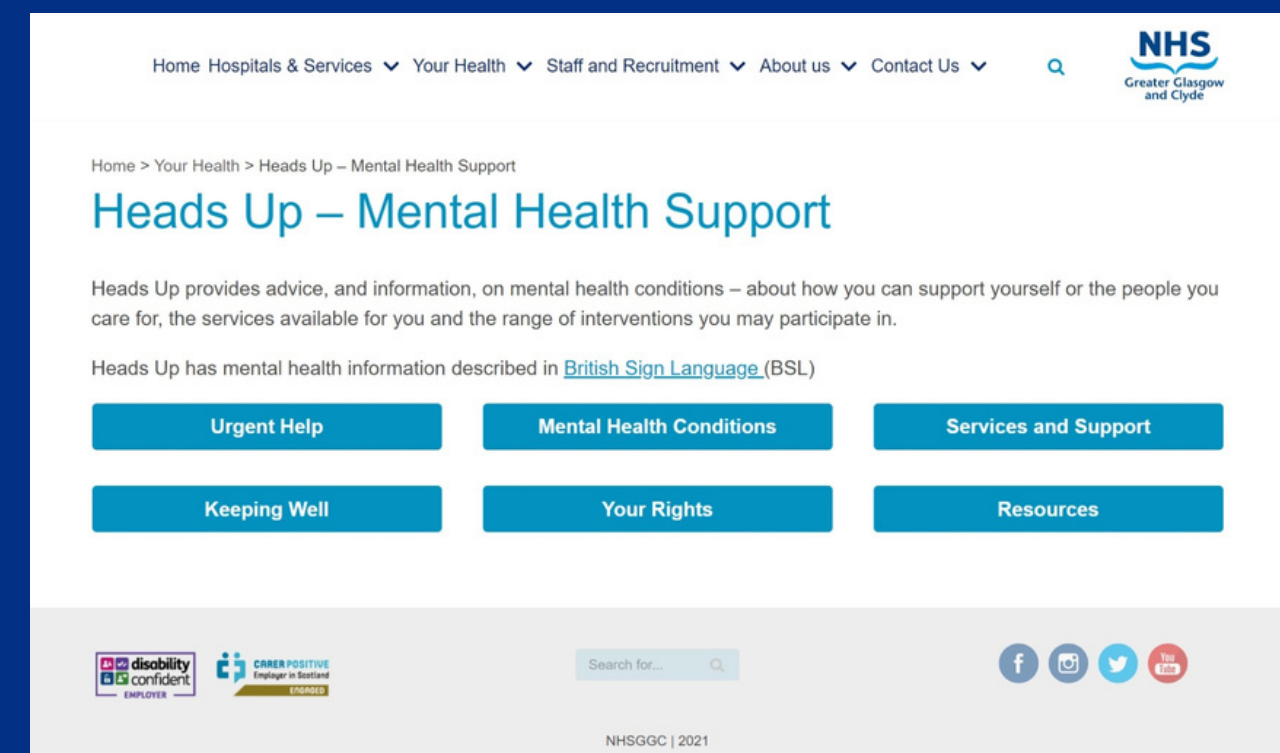 Home Hospitals & Services Your Health Staff and Recruitment About us Contact Us
NHS
Greater Glasgow
and Clyde
Home > Your Health > Heads Up – Mental Health Support
Heads Up – Mental Health Support
Heads Up provides advice, and information, on mental health conditions – about how you can support yourself or the people you
care for, the services available for you and the range of interventions you may participate in.
Heads Up has mental health information described in British Sign Language (BSL)
Urgent Help
Mental Health Conditions
Services and Support
Keeping Well
Your Rights
Resources
disability
confident
EMPLOYER
CARER POSITIVE
Employer in Scotland
ENGAGED
Search for...
f
You
Tube
NHSGGC | 2021